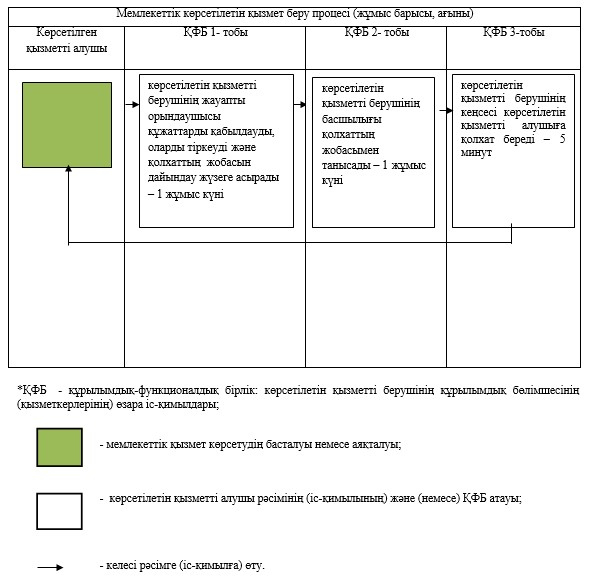 Мемлекеттік көрсетілетін қызмет беру процесі (жұмыс барысы, ағыны)
Көрсетілген
қызметті алушы
ҚФБ 1- тобы
ҚФБ 2- тобы
ҚФБ 3-тобы
көрсетілетін қызметті
берушінің жауапты
орындаушысы
құжаттарды қабылдауды,
оларды тіркеуді және
қолхаттың жобасын
дайындау жүзеге асырады
– 1 жұмыс күні
көрсетілетін
қызметті берушінің
басшылығы
қолхаттың
жобасымен
танысады – 1 жұмыс
күні
көрсетілетін
қызметті берушінің
кеңсесі көрсетілетін
қызметті алушыға
қолхат береді – 5
минут
*ҚФБ - құрылымдық-функционалдық бірлік: көрсетілетін қызметті берушінің құрылымдық бөлімшесінің
(қызметкерлерінің) өзара іс-қимылдары;
- мемлекеттік қызмет көрсетудің басталуы немесе аяқталуы;
- көрсетілетін қызметті алушы рәсімінің (іс-қимылының) және (немесе) ҚФБ атауы;
- келесі рәсімге (іс-қимылға) өту.